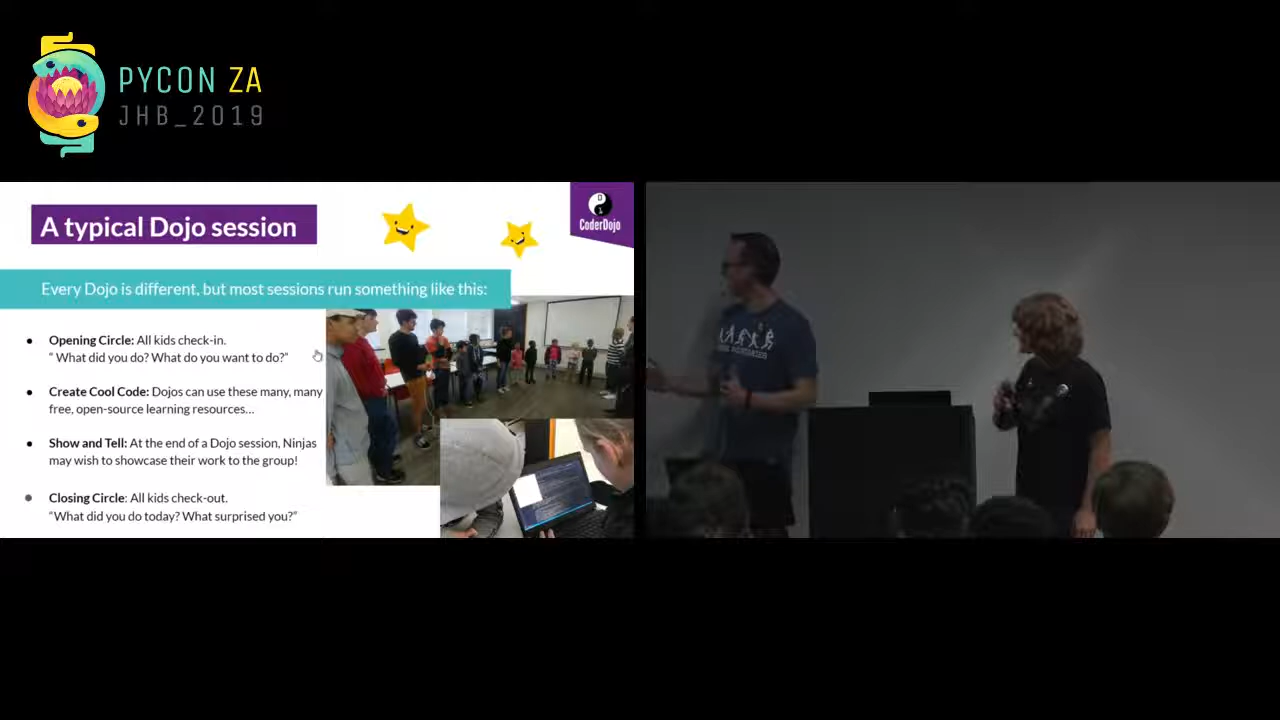 PYCON ZA
JHB_2019
A typical Dojo session
CoderDojo
Every Dojo is different, but most sessions run something like this:
● Opening Circle: All kids check-in.
“ What did you do? What do you want to do?”
● Create Cool Code: Dojos can use these many, many
free, open-source learning resources...
● Show and Tell: At the end of a Dojo session, Ninjas
may wish to showcase their work to the group!
● Closing Circle: All kids check-out.
“What did you do today? What surprised you?”